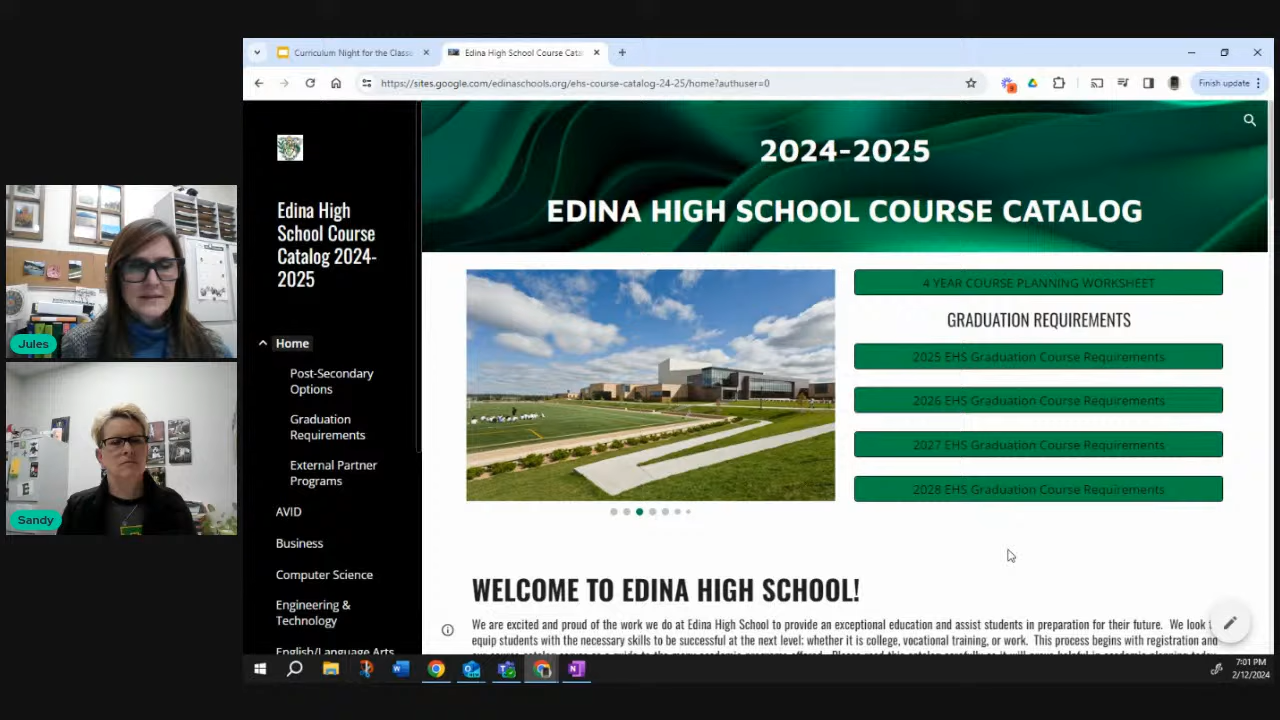 Curriculum Night for the Class
Edina High School Course Cata
https://sites.google.com/edinaschools.org/ehs-course-catalog-24-25/home?authuser=0
Finish update
Edina High
School Course
Catalog 2024-
2025
Home
Post-Secondary
Options
Graduation
Requirements
External Partner
Programs
AVID
Business
Computer Science
Engineering &
Technology
English/Language Arts
2024-2025
EDINA HIGH SCHOOL COURSE CATALOG
4 YEAR COURSE PLANNING WORKSHEET
GRADUATION REQUIREMENTS
2025 EHS Graduation Course Requirements
2026 EHS Graduation Course Requirements
2027 EHS Graduation Course Requirements
2028 EHS Graduation Course Requirements
WELCOME TO EDINA HIGH SCHOOL!
We are excited and proud of the work we do at Edina High School to provide an exceptional education and assist students in preparation for their future. We look t
equip students with the necessary skills to be successful at the next level: whether it is college, vocational training, or work. This process begins with registration and
Jules
Sandy
7:01 PM
2/12/2024